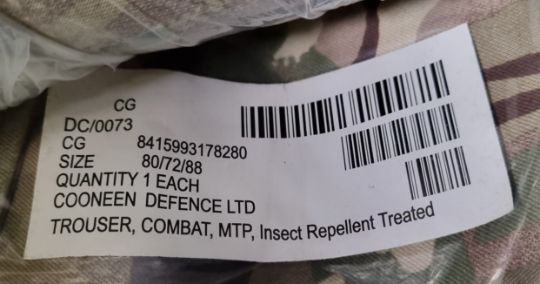 CG
DC/0073
CG 8415993178280
SIZE 80/72/88
QUANTITY 1 EACH
COONEEN DEFENCE LTD
TROUSER, COMBAT, MTP, Insect Repellent Treated